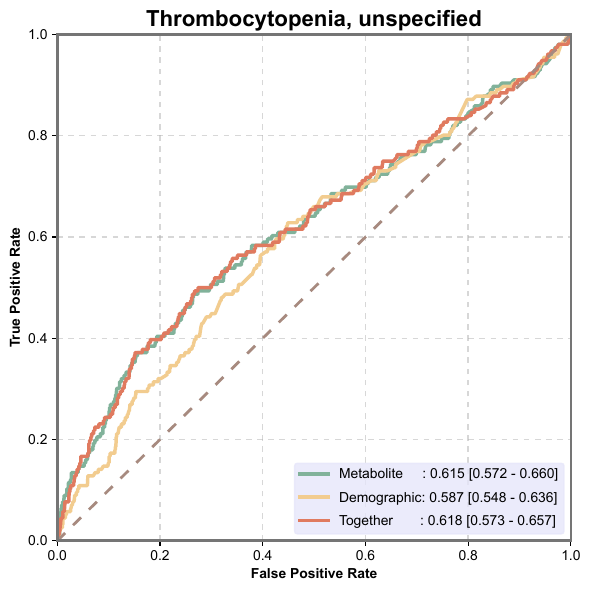 Thrombocytopenia, unspecified
1.0
0.8
0.6
0.4
0.2
0.0
True Positive Rate
Metabolite : 0.615 [0.572 - 0.660]
Demographic: 0.587 [0.548 - 0.636]
Together : 0.618 [0.573 - 0.657]
0.0 0.2 0.4 0.6 0.8 1.0
False Positive Rate